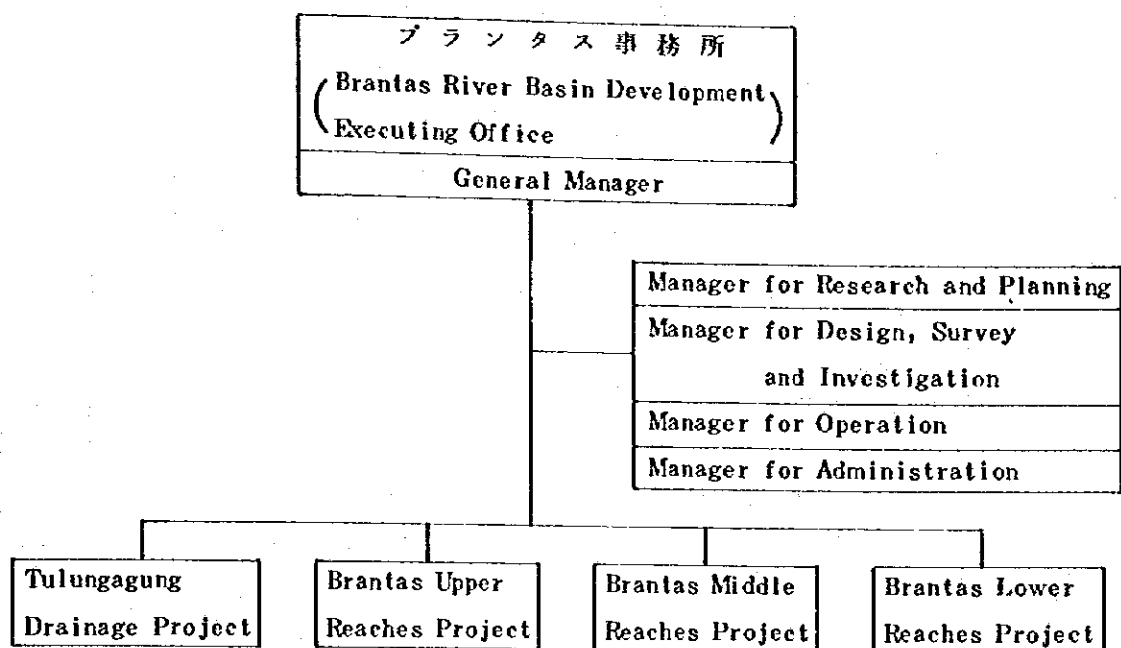 ブランタス事務所
(Brantas River Basin Development
Executing Office)
General Manager
Manager for Research and Planning
Manager for Design, Survey
and Investigation
Manager for Operation
Manager for Administration
Tulungagung
Drainage Project
Brantas Upper
Reaches Project
Brantas Middle
Reaches Project
Brantas Lower
Reaches Project